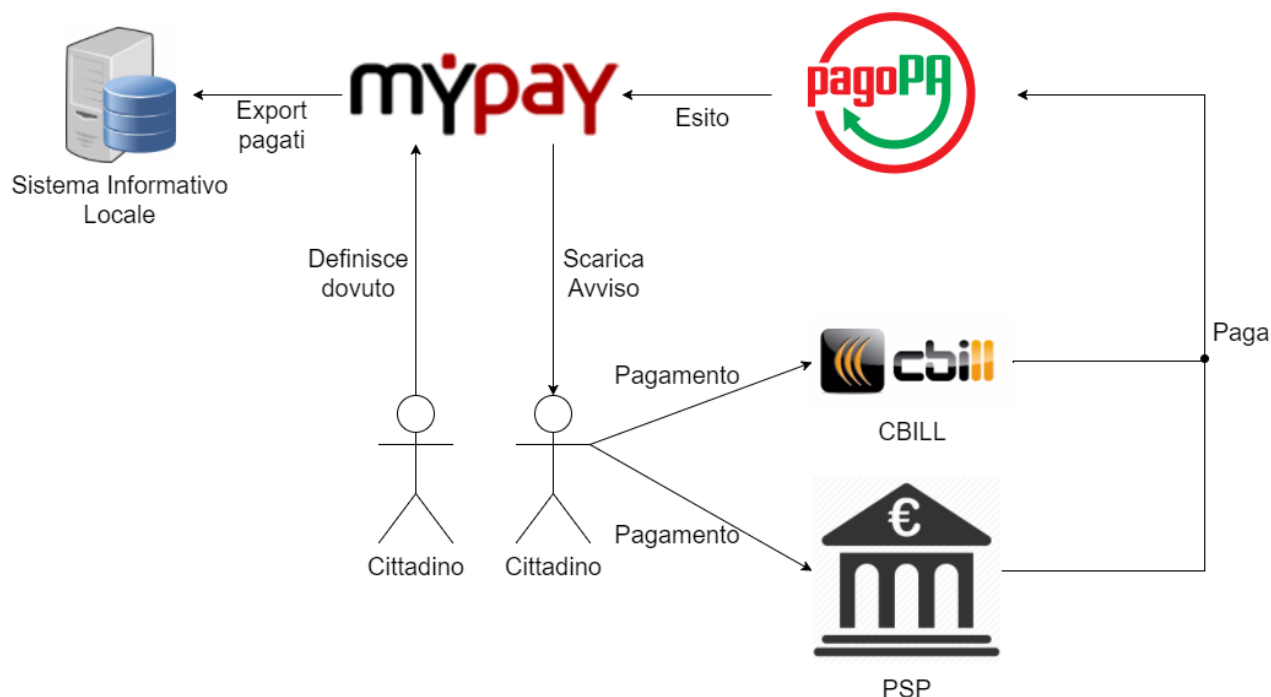 mypay
pagoPA
Export
pagati
Esito
Sistema Informativo
Locale
Definisce
dovuto
Scarica
Avviso
Paga
Pagamento
cbill
CBILL
Pagamento
€
Cittadino
Cittadino
PSP